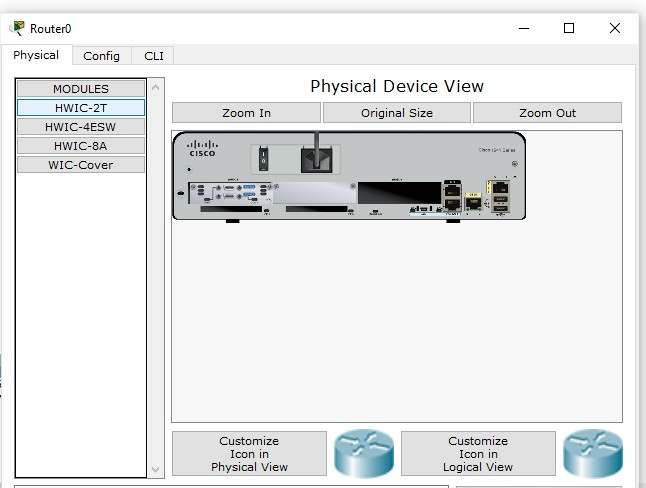 Router0
Physical
Config
CLI
MODULES
HWIC-2T
HWIC-4ESW
HWIC-8A
WIC-Cover
Physical Device View
Zoom In
Original Size
Zoom Out
CISCO
Customize
Icon in
Physical View
Customize
Icon in
Logical View